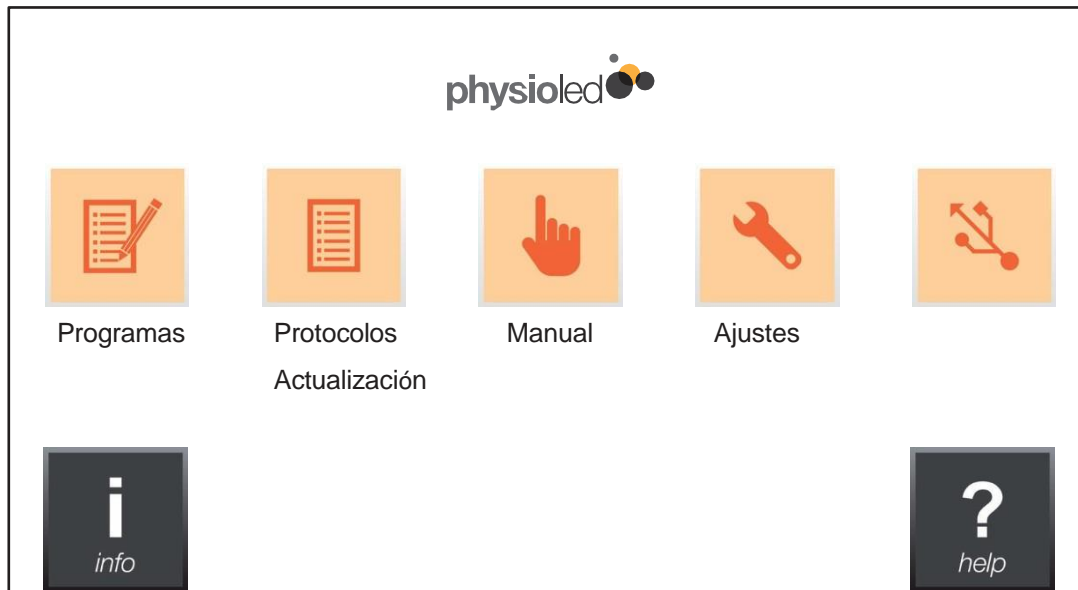 physioled
Programas Protocolos Manual Ajustes
Actualización
i
info
?
help